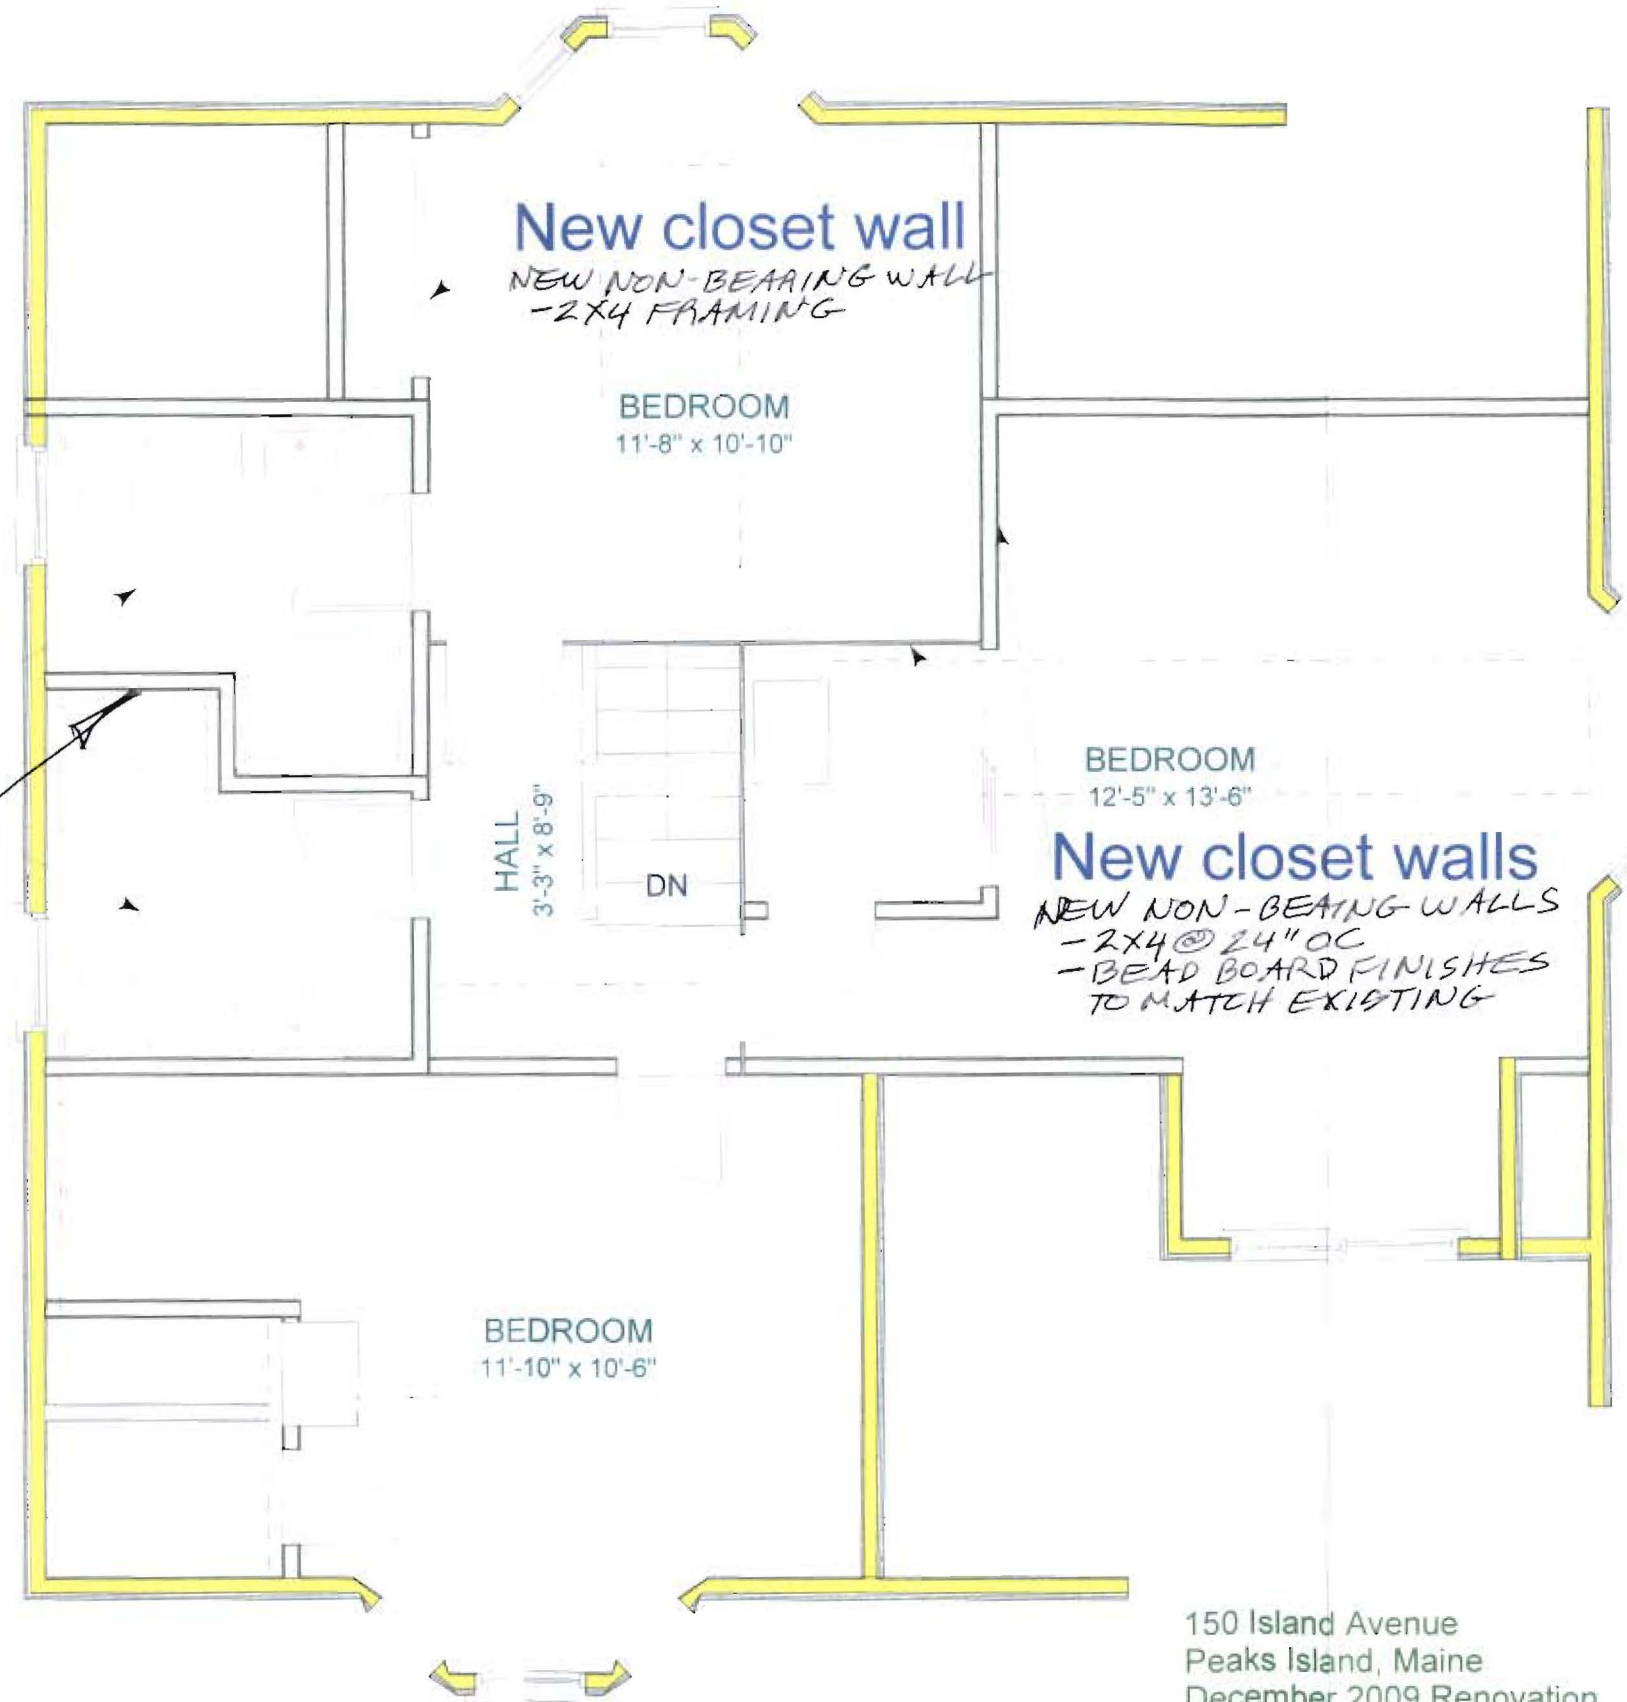 New closet wall
NEW NON-BEARING WALL
-2X4 FRAMING
BEDROOM
11'-8" x 10'-10"
BEDROOM
12'-5" x 13'-6"
HALL
3'-3" x 8'-9"
DN
New closet walls
NEW NON-BEAING WALLS
-2X4 @ 24" OC
-BEAD BOARD FINISHES
TO MATCH EXISTING
BEDROOM
11'-10" x 10'-6"
150 Island Avenue
Peaks Island, Maine
December 2009 Renovation